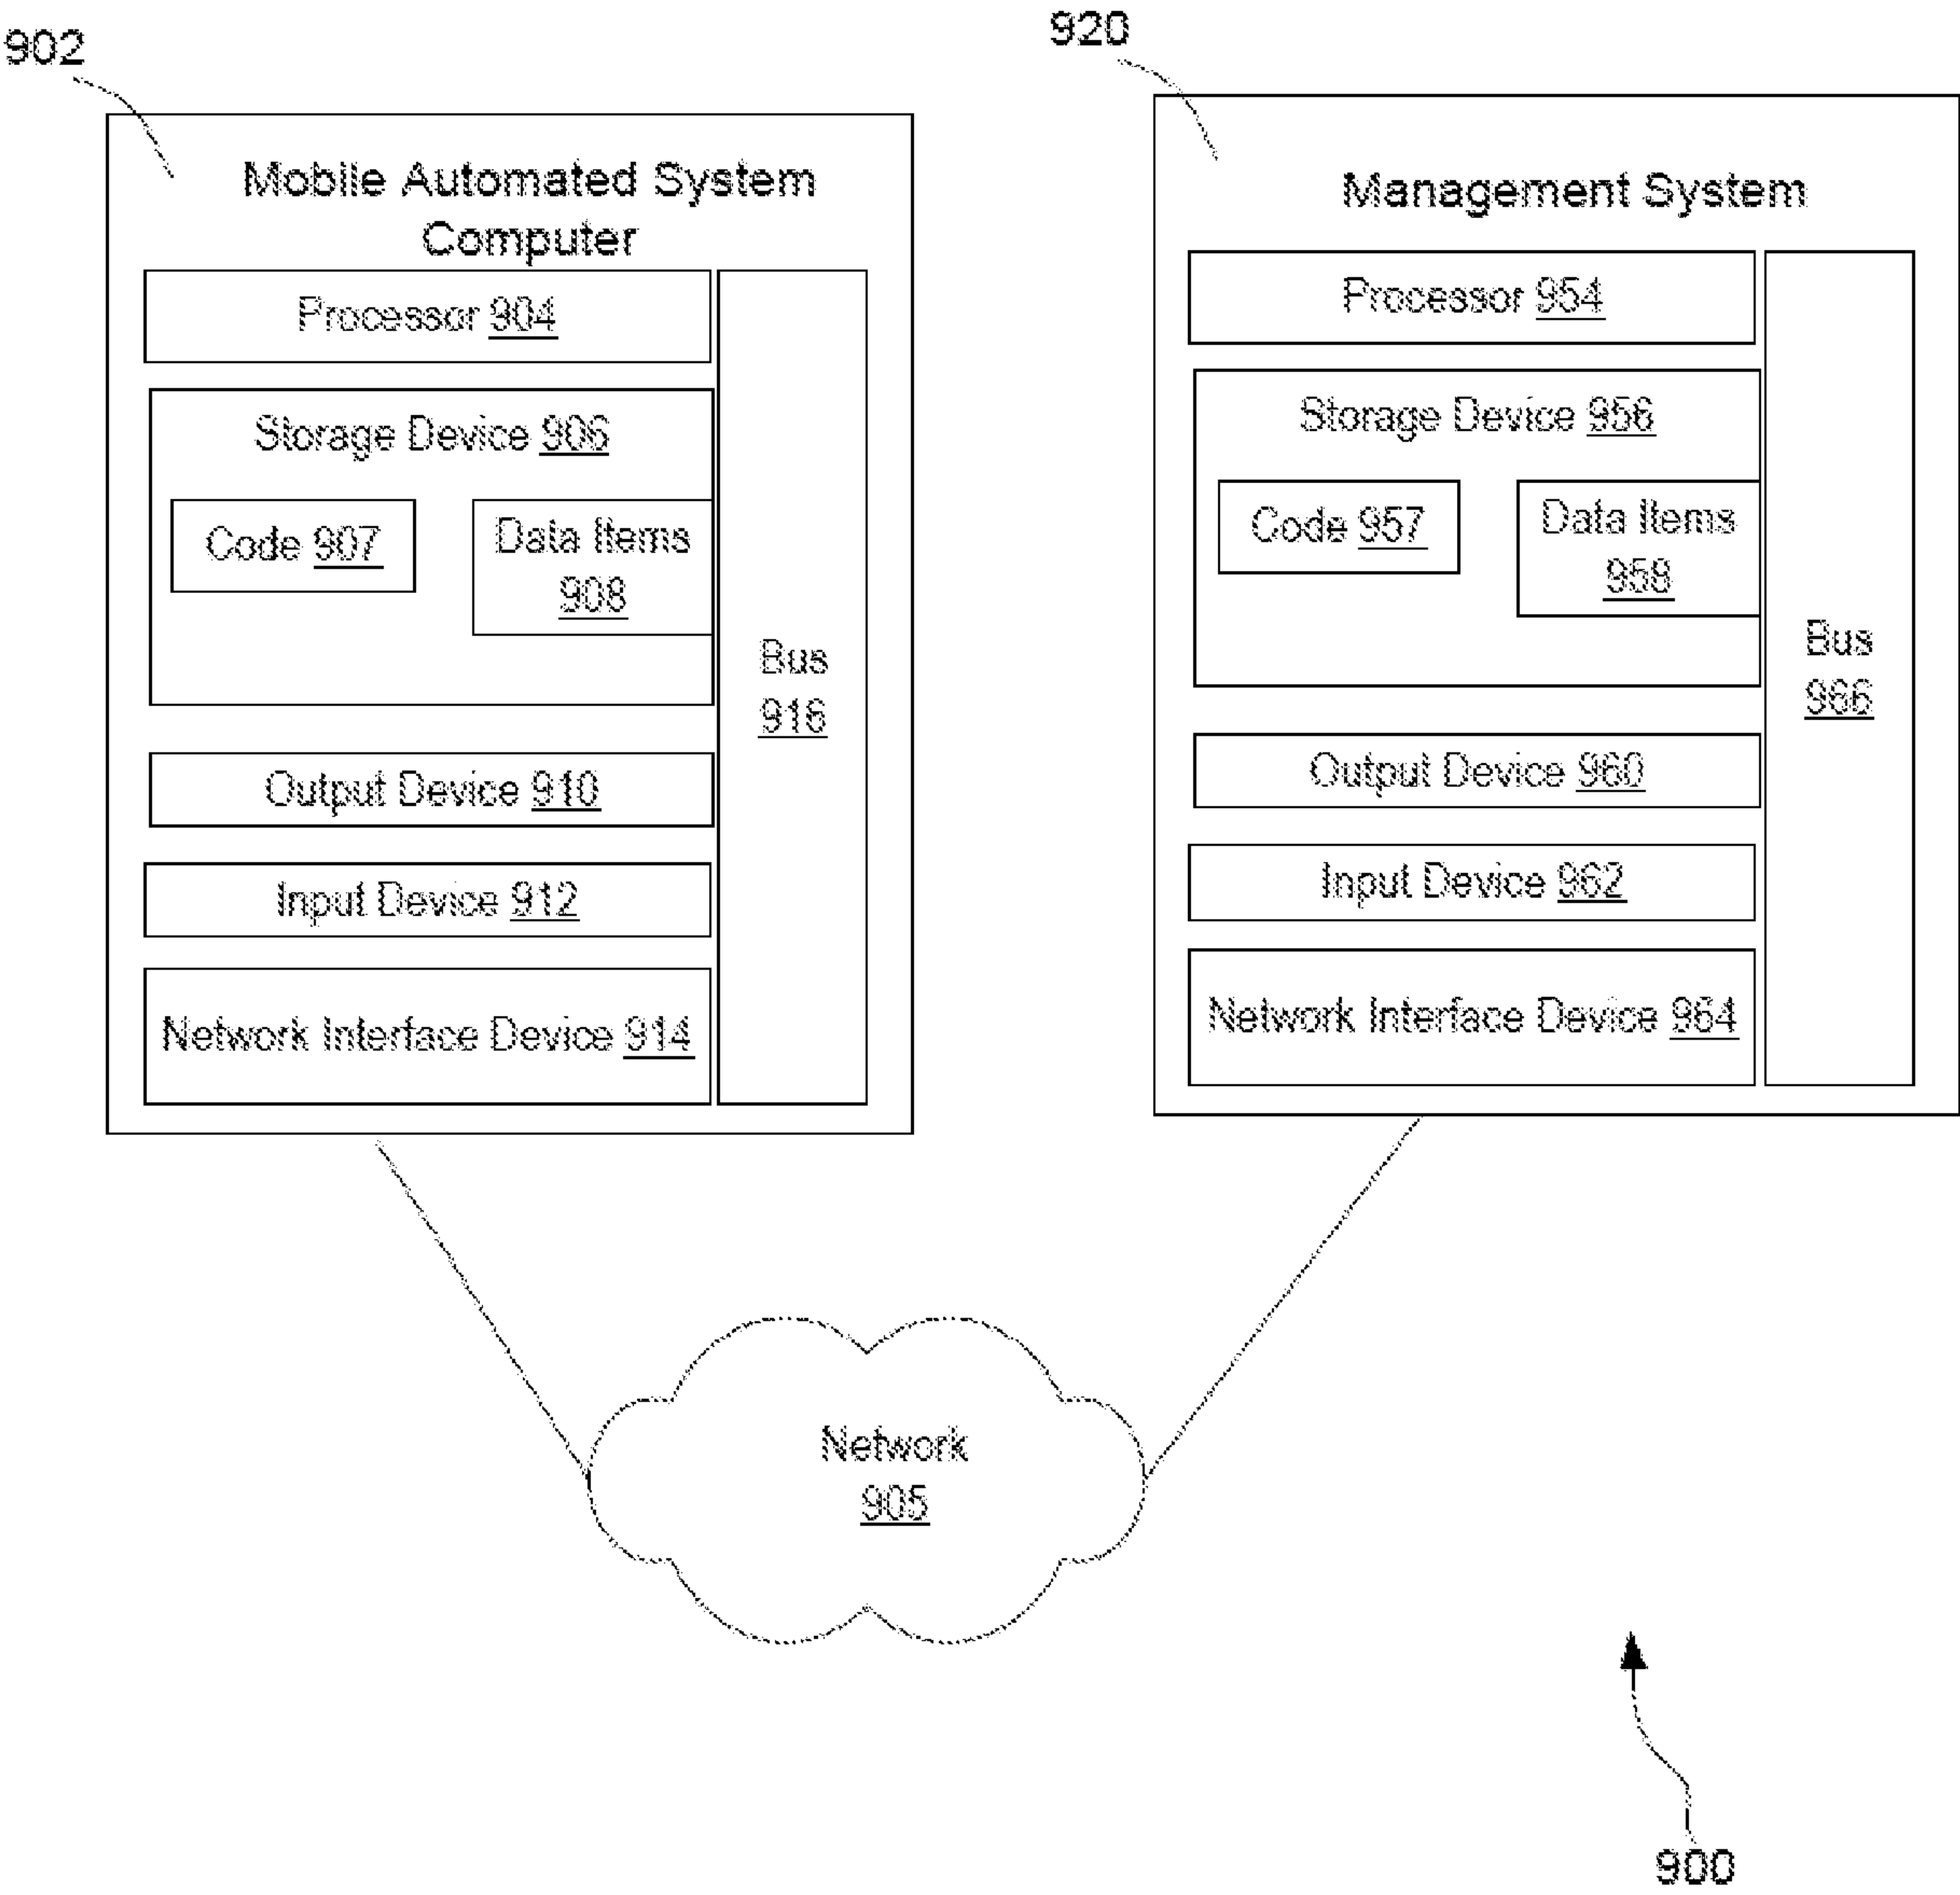 902
920
Mobile Automated System
Computer
Processor 904
Storage Device 906
Code 907
Data Items
908
Bus
916
Output Device 910
Input Device 912
Network Interface Device 914
Management System
Processor 954
Storage Device 956
Code 957
Data Items
958
Bus
966
Output Device 960
Input Device 962
Network Interface Device 964
Network
905
900